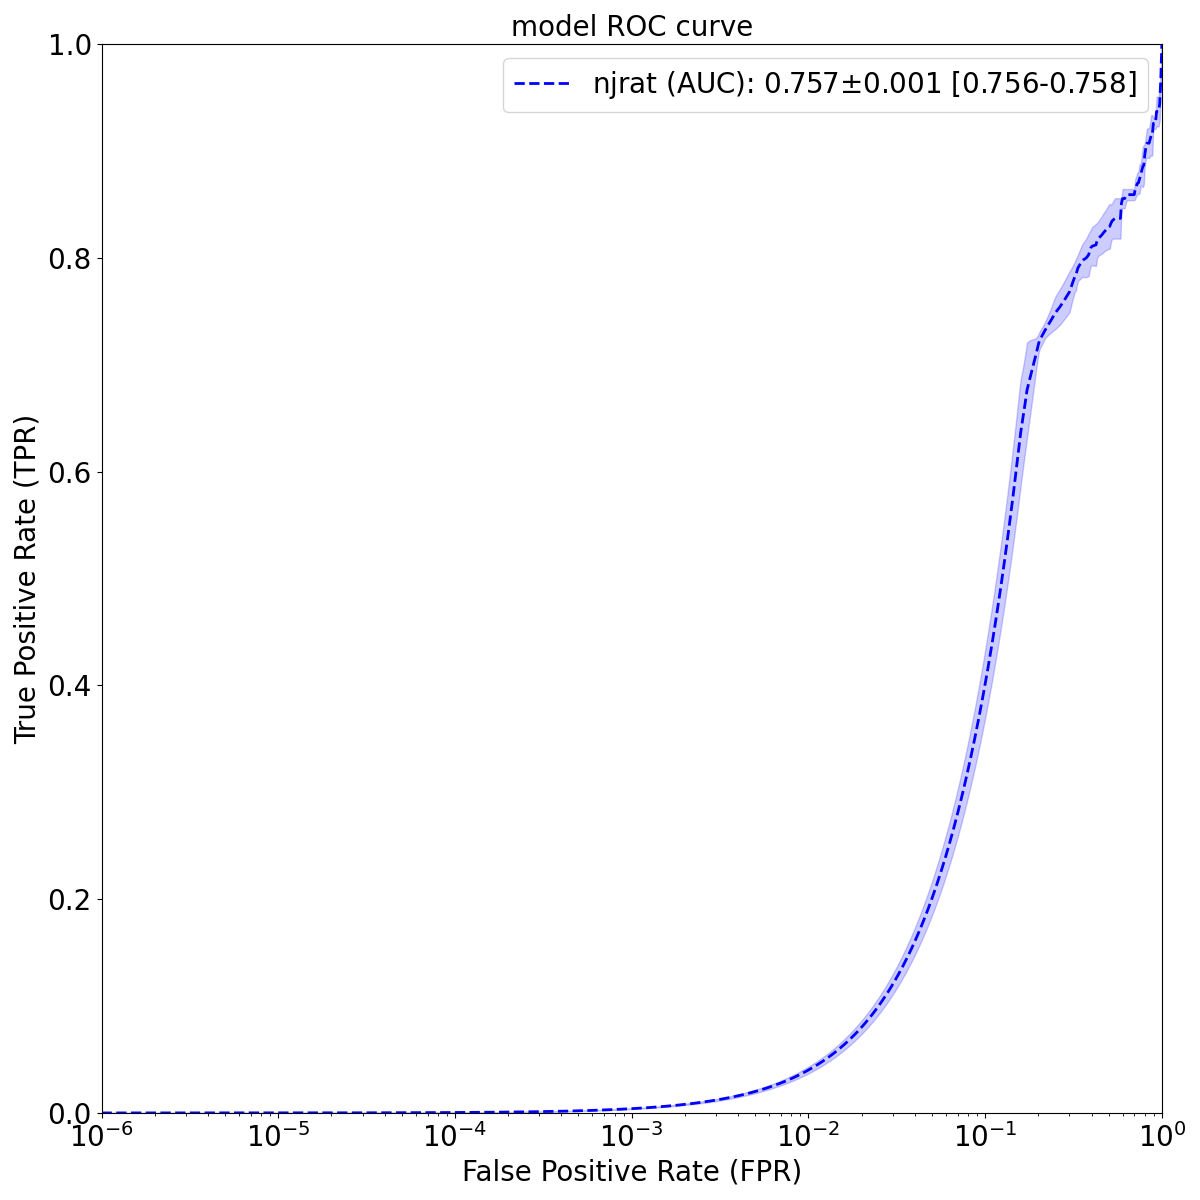 model ROC curve
njrat (AUC): 0.757±0.001 [0.756-0.758]
True Positive Rate (TPR)
1.0
0.8
0.6
0.4
0.2
0.0
10⁻⁶ 10⁻⁵ 10⁻⁴ 10⁻³ 10⁻² 10⁻¹ 10⁰
False Positive Rate (FPR)